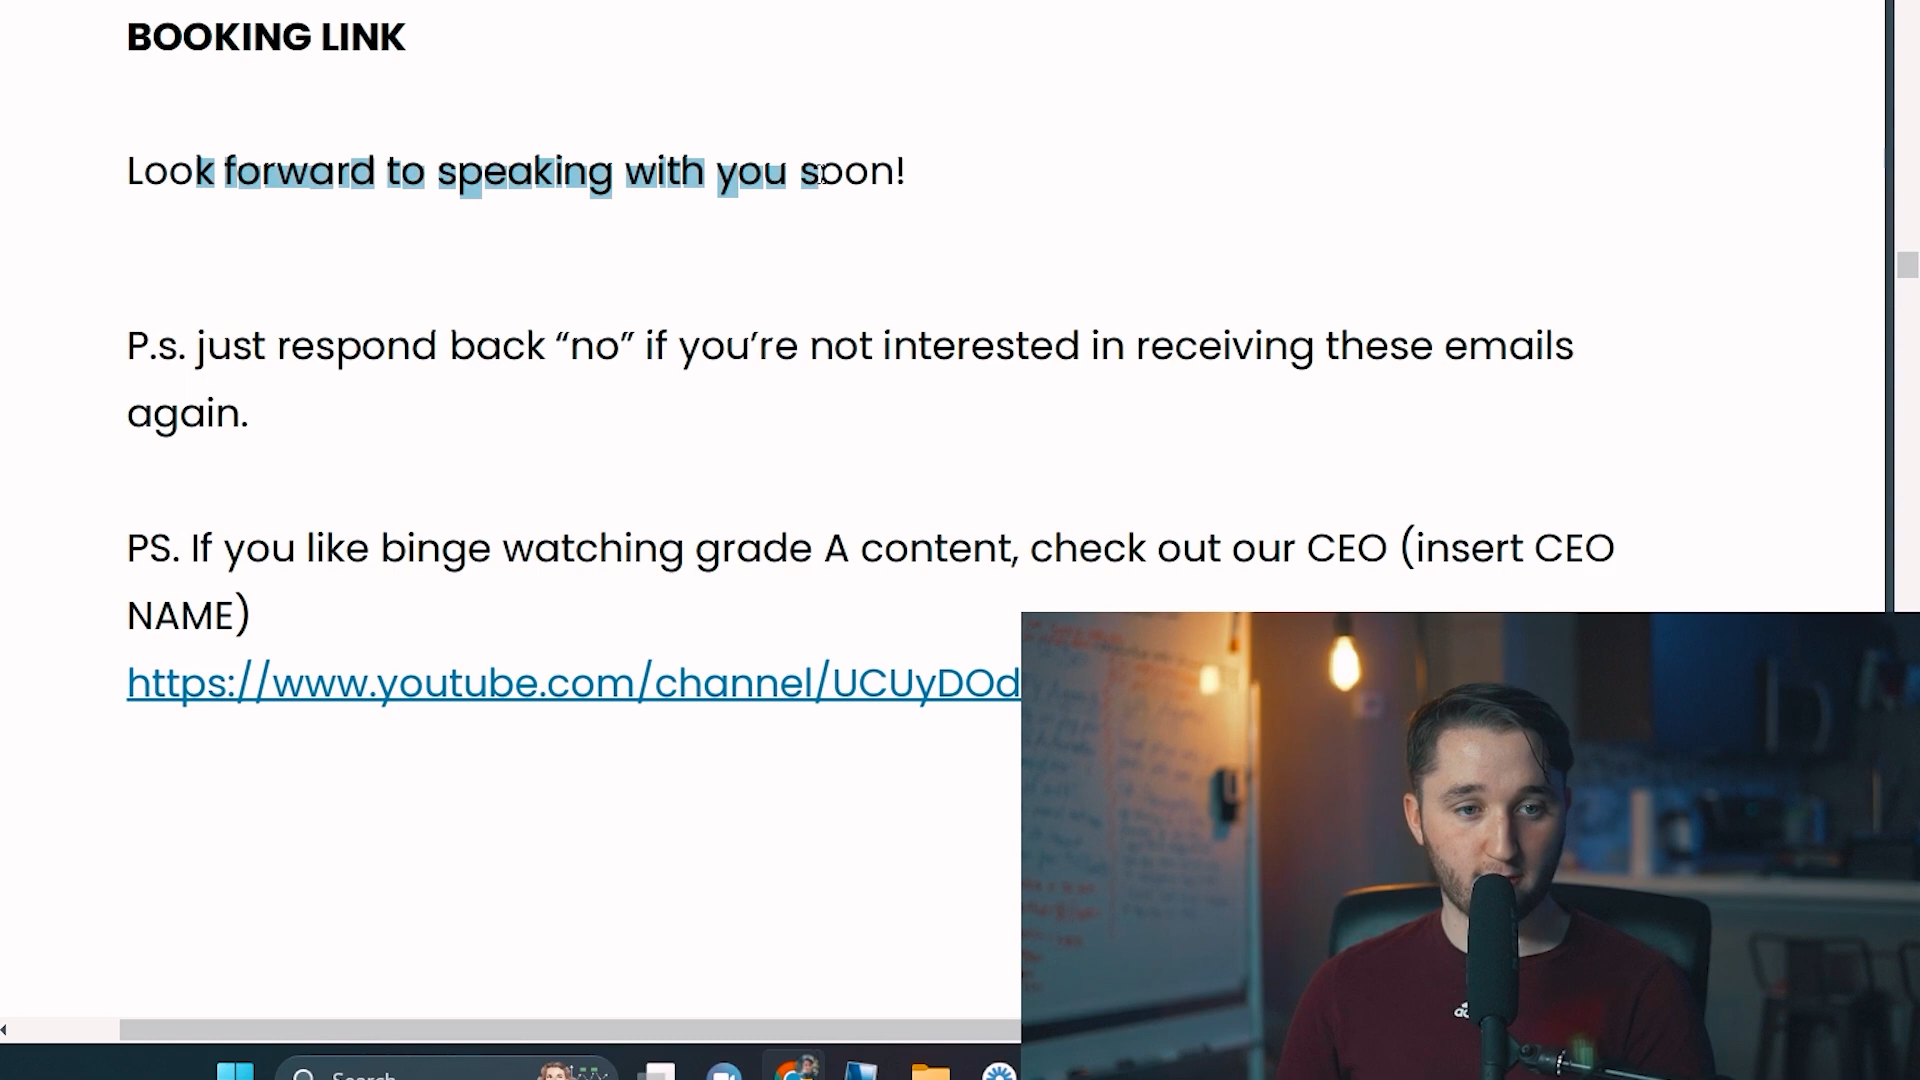 BOOKING LINK
Look forward to speaking with you soon!
P.s. just respond back “no” if you’re not interested in receiving these emails
again.
PS. If you like binge watching grade A content, check out our CEO (insert CEO
NAME)
https://www.youtube.com/channel/UCUyDOd
Search